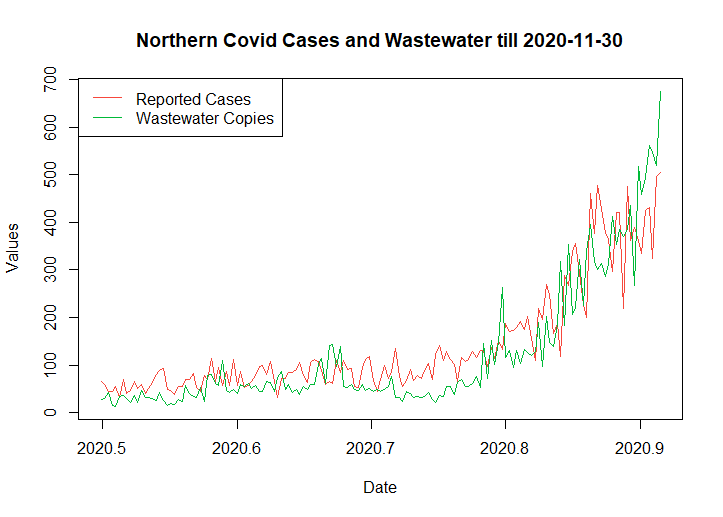 Northern Covid Cases and Wastewater till 2020-11-30
Reported Cases
Wastewater Copies
700
600
500
400
300
200
100
0
Values
2020.5 2020.6 2020.7 2020.8 2020.9
Date